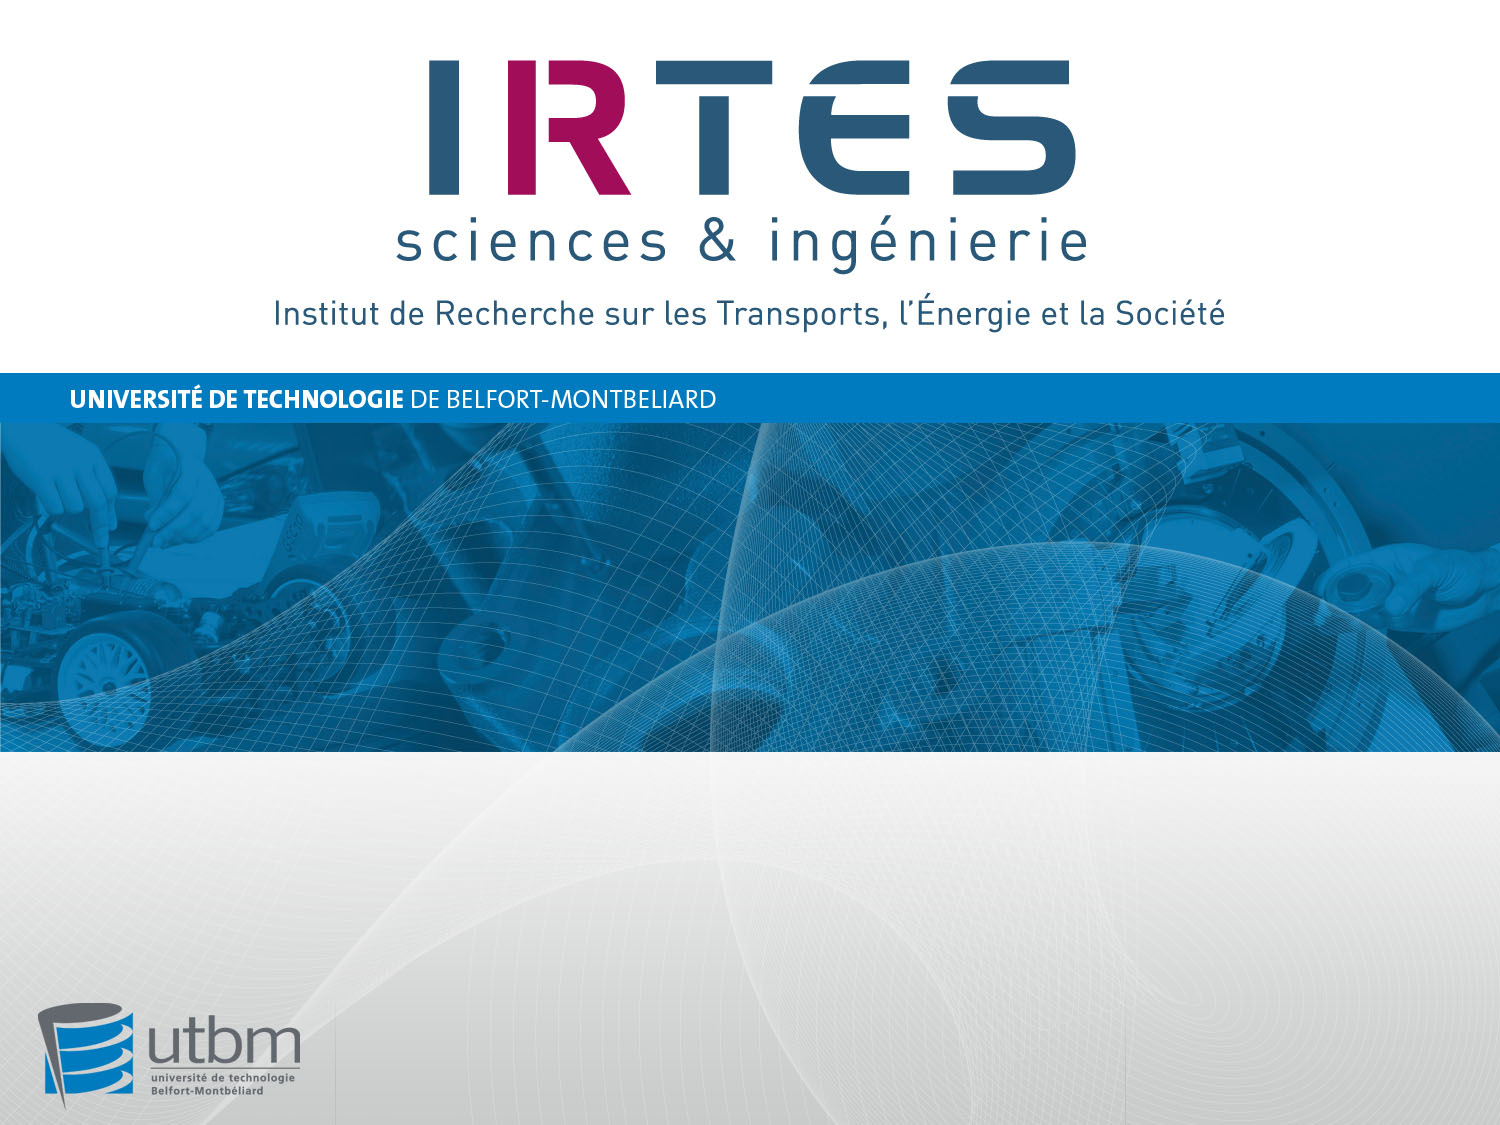 IRTES
sciences & ingénierie
Institut de Recherche sur les Transports, l’Énergie et la Société
UNIVERSITÉ DE TECHNOLOGIE DE BELFORT-MONTBELIARD
utbm
université de technologie
Belfort-Montbéliard